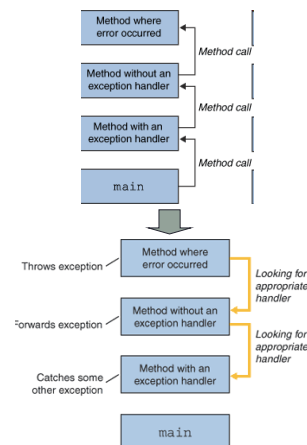 Method where
error occurred
Method call
Method without an
exception handler
Method call
Method with an
exception handler
Method call
main
Throws exception
Method where
error occurred
Looking for
appropriate
handler
Forwards exception
Method without an
exception handler
Looking for
appropriate
handler
Catches some
other exception
Method with an
exception handler
main